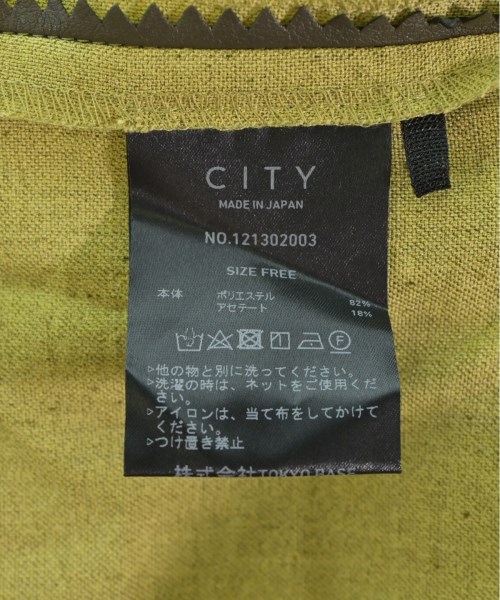 CITY
MADE IN JAPAN
NO.121302003
SIZE FREE
本体 ポリエステル 82%
アセテート 18%
>他の物と別に洗ってください。
>洗濯の時は、ネットをご使用くだ
さい。
>アイロンは、当て布をしてかけて
ください。
>つけ置き禁止
株式会社TOKYO BASE